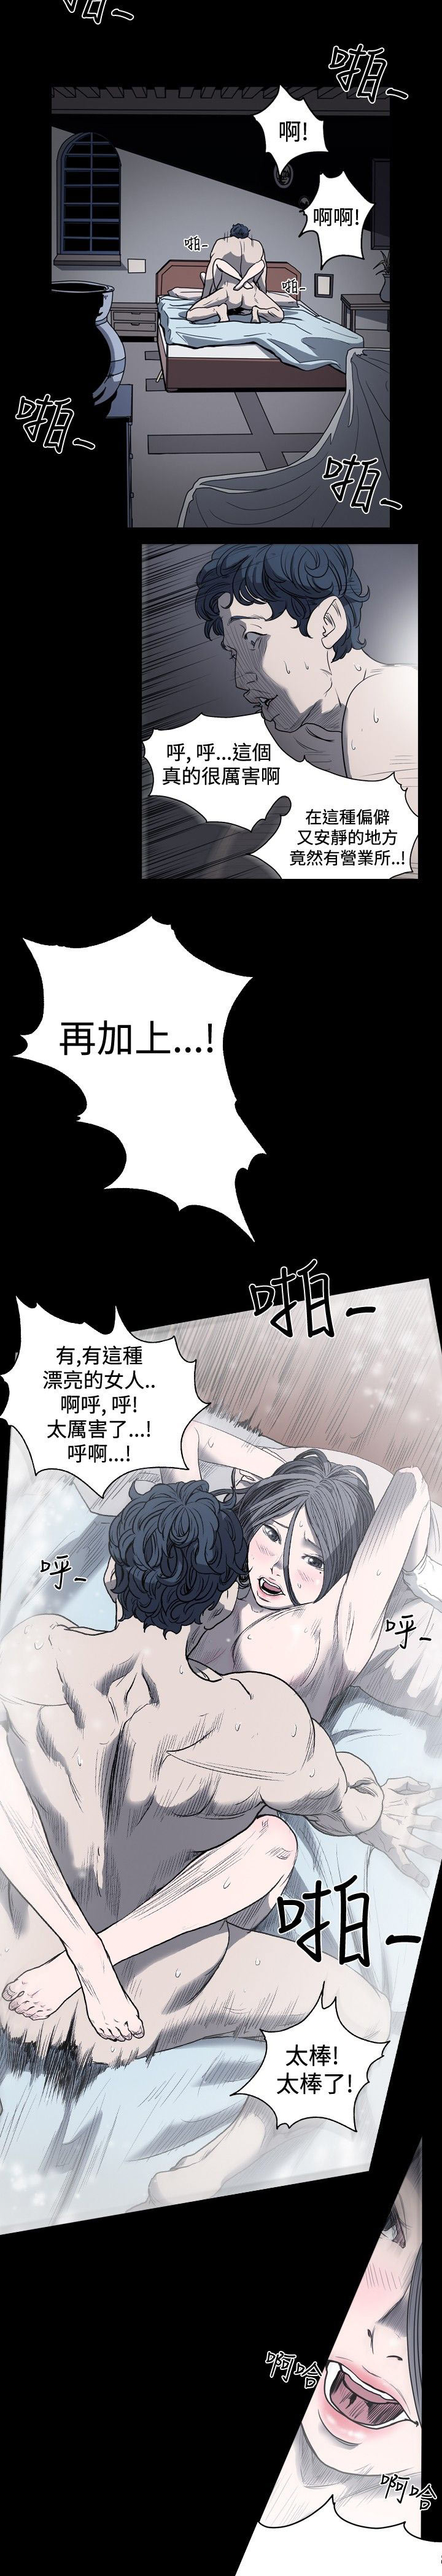 啪-
啊!
啊啊!
啪-
啪-
啪-
啪-
呼,呼...這個
真的很厲害啊
在這種偏僻
又安靜的地方
竟然有營業所..!
再加上...!
啪-
有,有這種
漂亮的女人..
啊呼,呼!
太厲害了...!
呼啊...!
呼-
呼-
啪-
太棒!
太棒了!
啊哈
啊哈